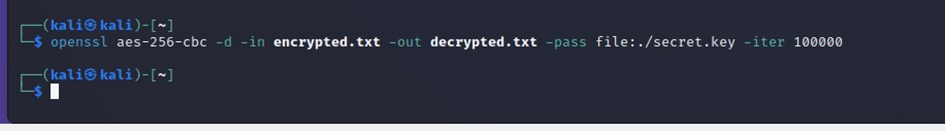 ┌──(kali㉿kali)-[~]
└─$ openssl aes-256-cbc -d -in encrypted.txt -out decrypted.txt -pass file:./secret.key -iter 100000
┌──(kali㉿kali)-[~]
└─$